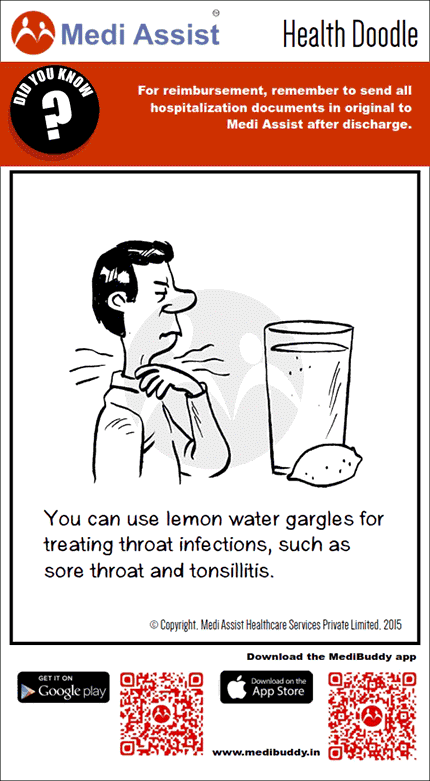 Medi Assist
Health Doodle
DID YOU KNOW
?
For reimbursement, remember to send all
hospitalization documents in original to
Medi Assist after discharge.
You can use lemon water gargles for
treating throat infections, such as
sore throat and tonsillitis.
© Copyright. Medi Assist Healthcare Services Private Limited. 2015
Download the MediBuddy app
GET IT ON
Google play
Download on the
App Store
www.medibuddy.in